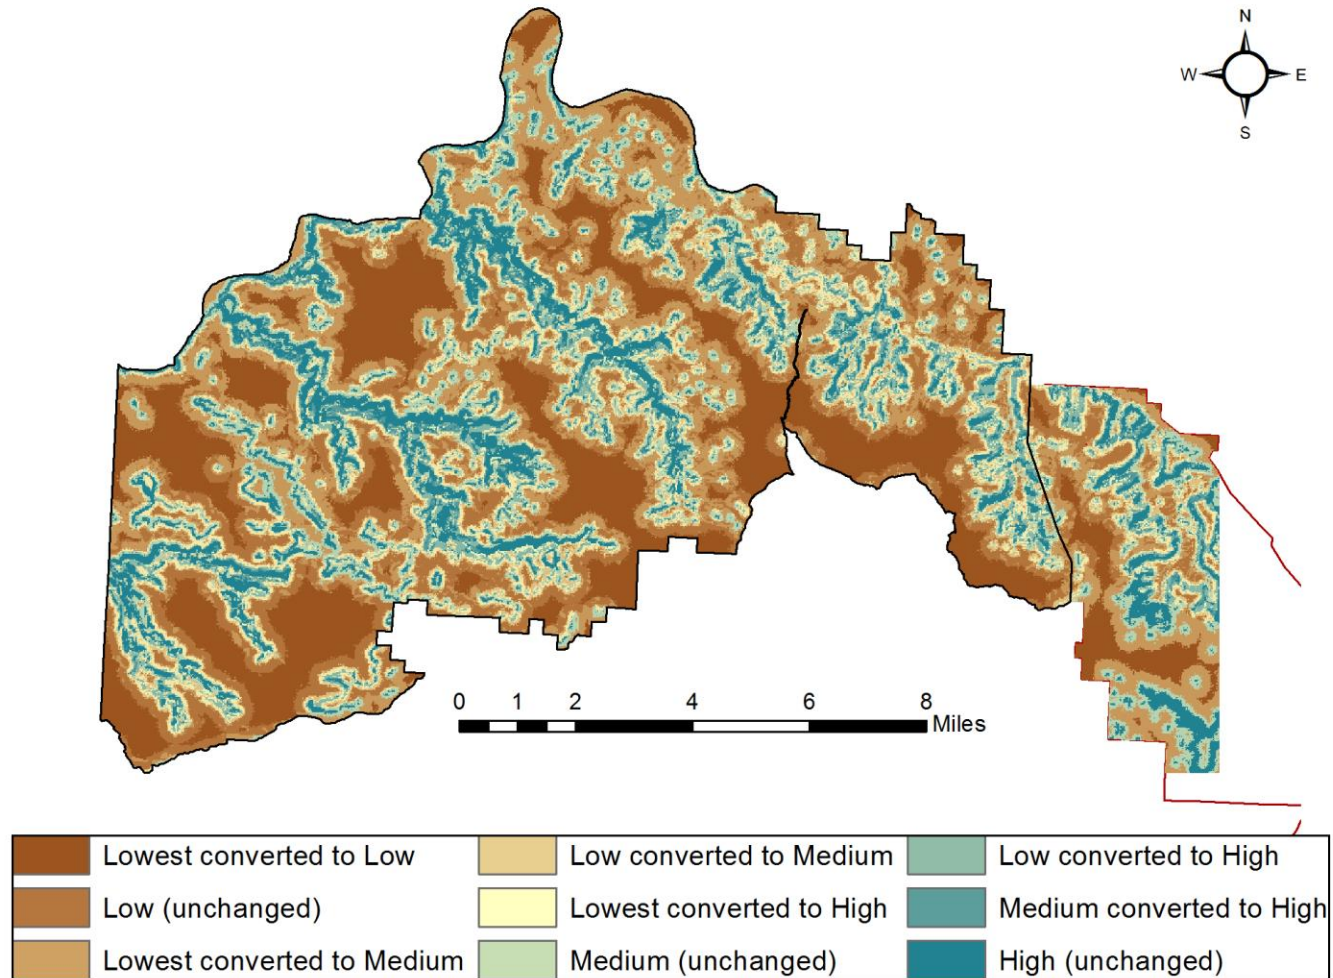 N
W E
S
0 1 2 4 6 8
Miles
Lowest converted to Low
Low converted to Medium
Low converted to High
Low (unchanged)
Lowest converted to High
Medium converted to High
Lowest converted to Medium
Medium (unchanged)
High (unchanged)